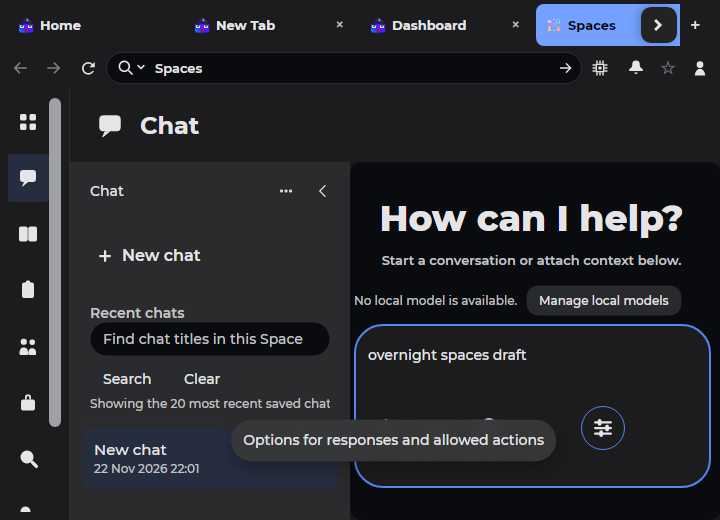 Home
New Tab
Dashboard
Spaces
Spaces
Chat
Chat
New chat
Recent chats
Find chat titles in this Space
Search
Clear
Showing the 20 most recent saved chat
New chat
22 Nov 2026 22:01
How can I help?
Start a conversation or attach context below.
No local model is available.
Manage local models
overnight spaces draft
Options for responses and allowed actions